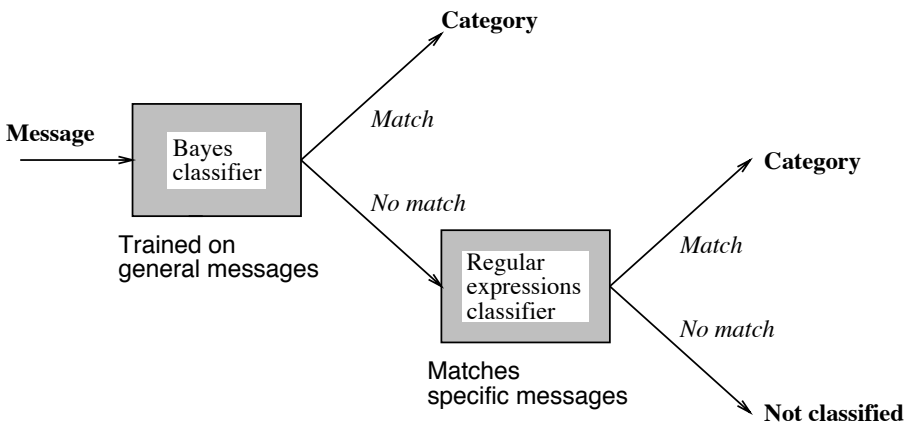 Category
Match
Message
Bayes
classifier
No match
Trained on
general messages
Category
Match
Regular
expressions
classifier
No match
Matches
specific messages
Not classified